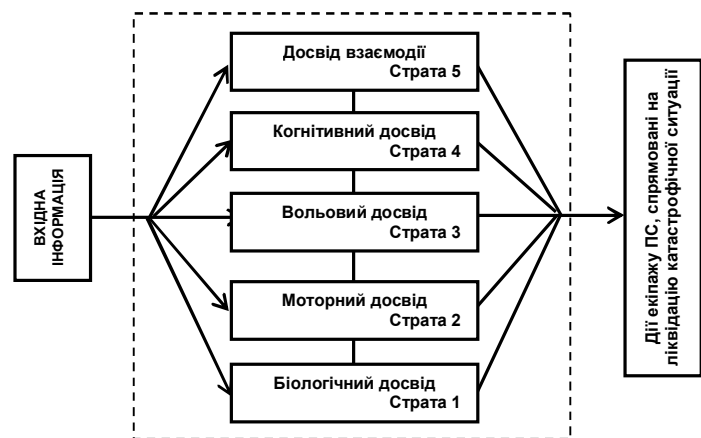 ВХІДНА
ІНФОРМАЦІЯ
Досвід взаємодії
Страта 5
Когнітивний досвід
Страта 4
Вольовий досвід
Страта 3
Моторний досвід
Страта 2
Біологічний досвід
Страта 1
Дії екіпажу ПС, спрямовані на
ліквідацію катастрофічної ситуації